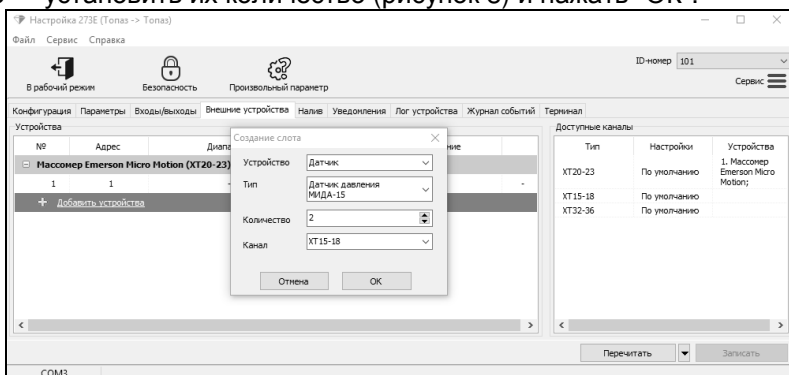 установить их количество (рисунок 8) и нажать "ОК".
Настройка 273E (Tonas -> Tonas)
Файл Сервис Справка
ID-номер 101
В рабочий режим Безопасность Произвольный параметр
Сервис
Конфигурация Параметры Входы/выходы Внешние устройства Налив Уведомления Лог устройства Журнал событий Терминал
Устройства
Доступные каналы
№ Адрес Диапа ние
Тип Настройки Устройства
Массомер Emerson Micro Motion (XT20-23)
1 1 - -
+ Добавить устройства
XT20-23 По умолчанию 1. Массомер Emerson Micro Motion;
XT15-18 По умолчанию
XT32-36 По умолчанию
Создание слота
Устройство Датчик
Тип Датчик давления МИДА-15
Количество 2
Канал XT15-18
Отмена ОК
Перечитать Записать
COM3